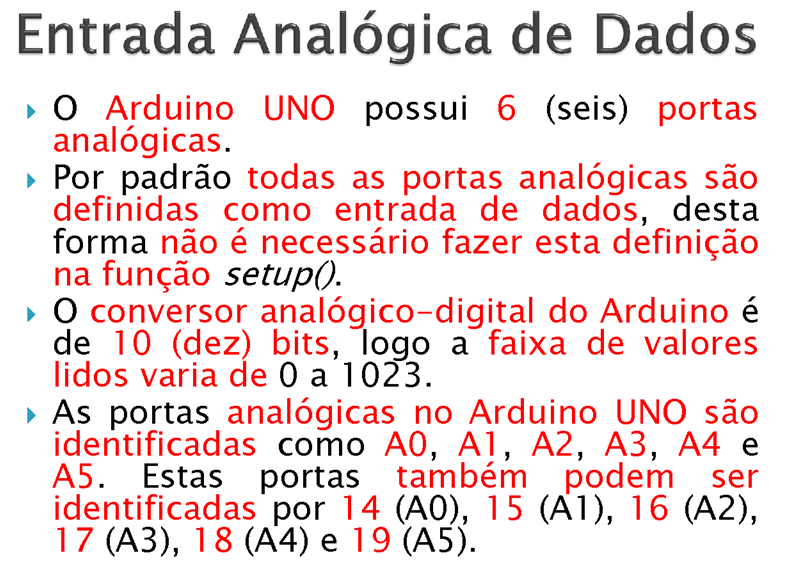 Entrada Analógica de Dados
O Arduino UNO possui 6 (seis) portas
analógicas.
Por padrão todas as portas analógicas são
definidas como entrada de dados, desta
forma não é necessário fazer esta definição
na função setup().
O conversor analógico-digital do Arduino é
de 10 (dez) bits, logo a faixa de valores
lidos varia de 0 a 1023.
As portas analógicas no Arduino UNO são
identificadas como A0, A1, A2, A3, A4 e
A5. Estas portas também podem ser
identificadas por 14 (A0), 15 (A1), 16 (A2),
17 (A3), 18 (A4) e 19 (A5).